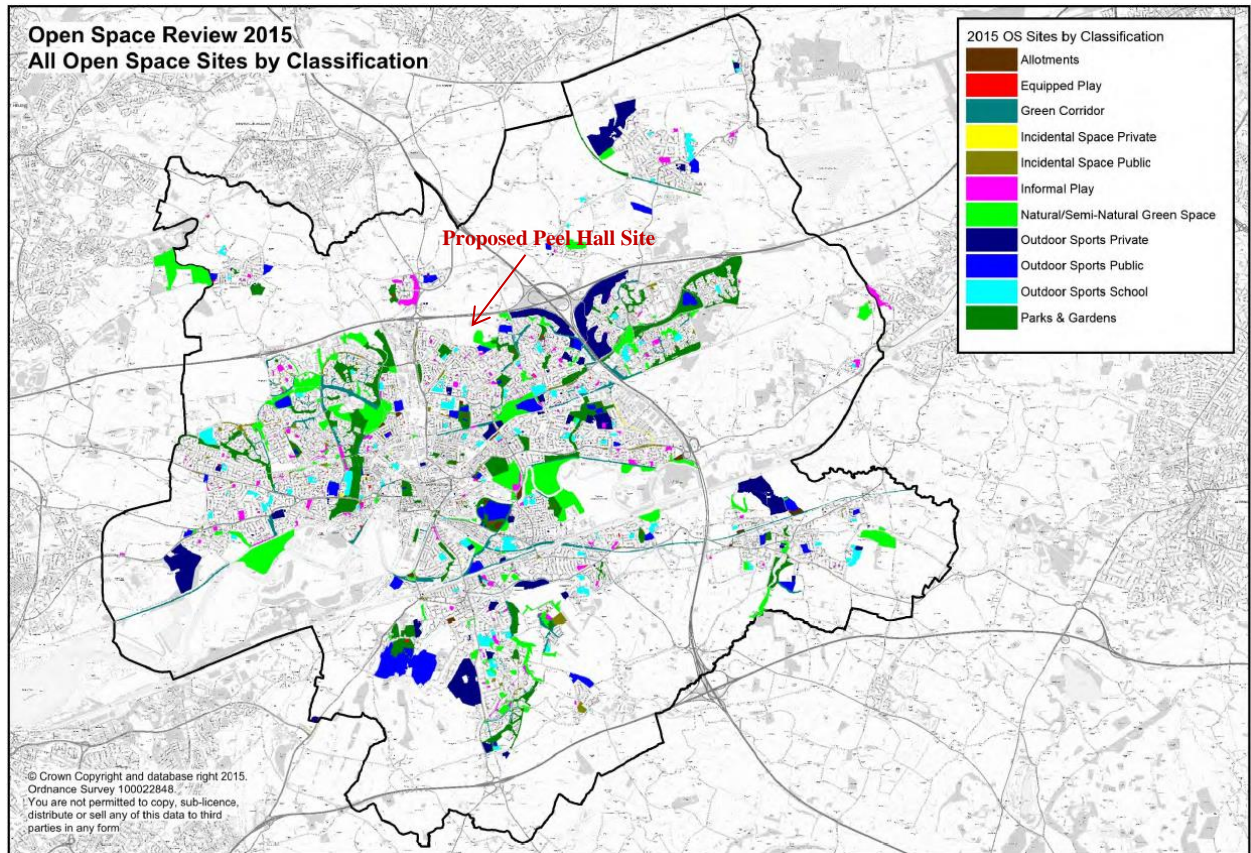 Open Space Review 2015
All Open Space Sites by Classification
2015 OS Sites by Classification
Allotments
Equipped Play
Green Corridor
Incidental Space Private
Incidental Space Public
Informal Play
Natural/Semi-Natural Green Space
Outdoor Sports Private
Outdoor Sports Public
Outdoor Sports School
Parks & Gardens
Proposed Peel Hall Site
© Crown Copyright and database right 2015.
Ordnance Survey 100022848.
You are not permitted to copy, sub-licence,
distribute or sell any of this data to third
parties in any form